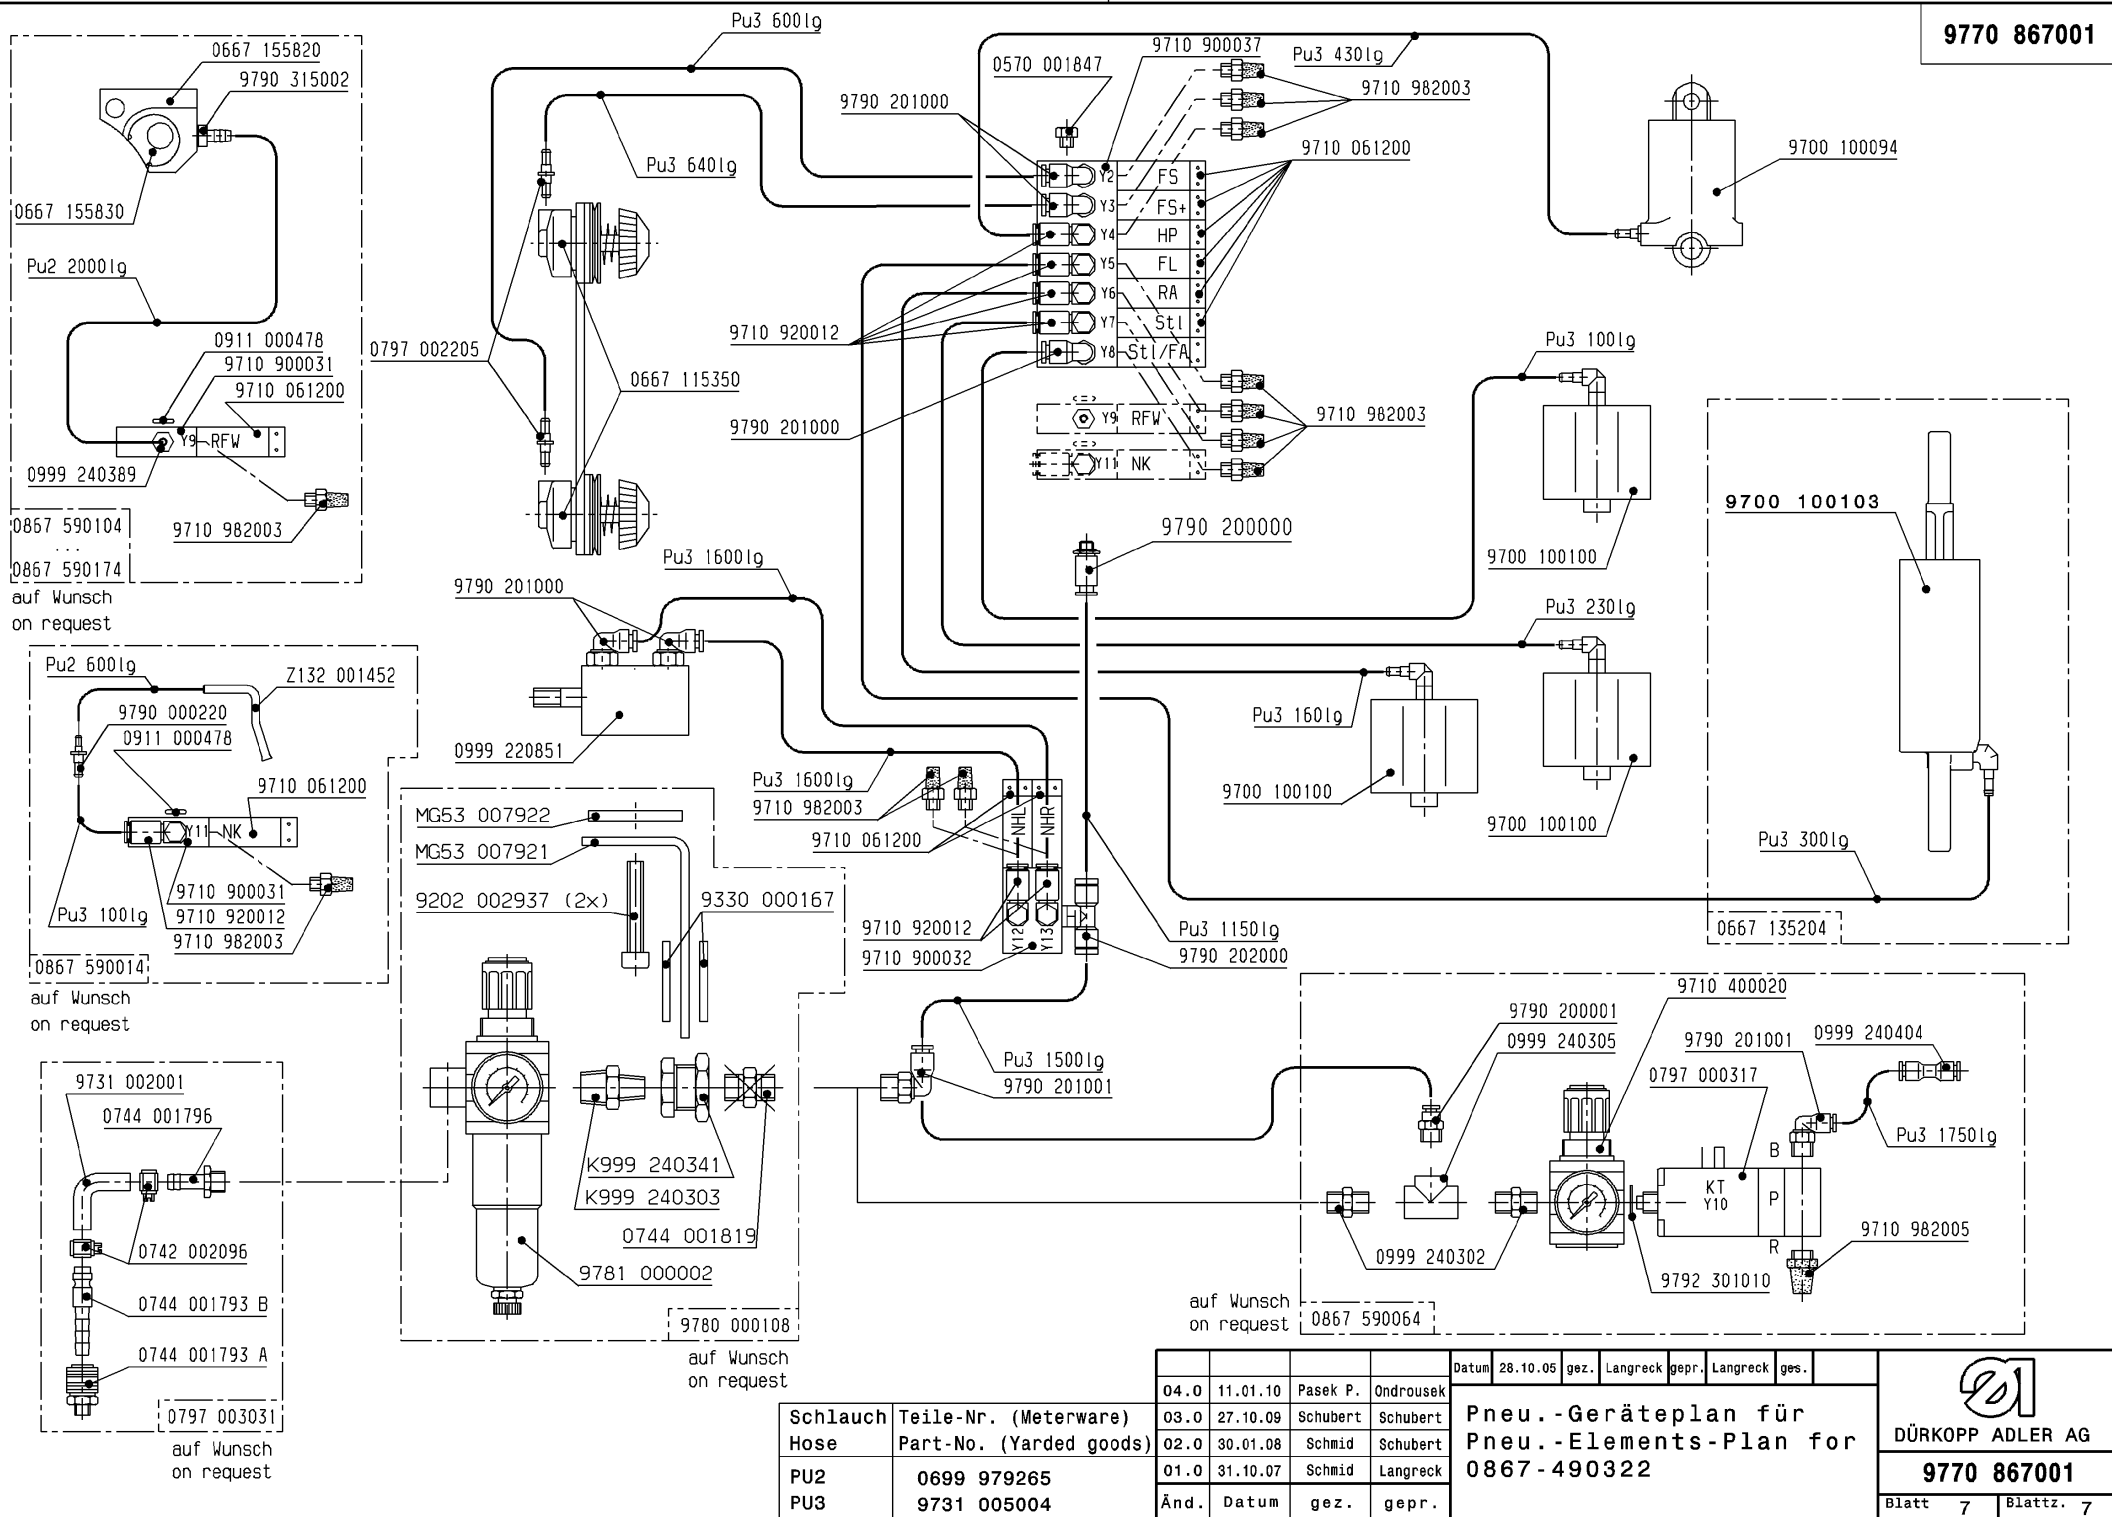 9770 867001
0667 155820
9790 315002
0667 155830
Pu2 2000lg
0911 000478
9710 900031
9710 061200
Y9
RFW
0999 240389
9710 982003
0867 590104
...
0867 590174
auf Wunsch
on request
Pu3 600lg
Pu3 640lg
0797 002205
0667 115350
9790 201000
0570 001847
9710 900037
Pu3 430lg
9710 982003
9710 061200
9700 100094
Y2 FS
Y3 FS+
Y4 HP
Y5 FL
Y6 RA
Y7 Stl
Y8 Stl/FA
Y9 RFW
Y11 NK
9710 920012
9790 201000
9710 982003
9790 200000
Pu3 100lg
9700 100100
Pu3 230lg
9700 100100
Pu3 160lg
9700 100100
9700 100103
Pu3 300lg
0667 135204
Pu2 600lg
Z132 001452
9790 000220
0911 000478
9710 061200
Y11 NK
9710 900031
Pu3 100lg
9710 920012
9710 982003
0867 590014
auf Wunsch
on request
Pu3 1600lg
9790 201000
0999 220851
Pu3 1600lg
9710 982003
9710 061200
NHL
NHR
9710 920012
Y12
Y13
9710 900032
Pu3 1150lg
9790 202000
Pu3 1500lg
9790 201001
MG53 007922
MG53 007921
9202 002937 (2x)
9330 000167
K999 240341
K999 240303
0744 001819
9781 000002
9780 000108
auf Wunsch
on request
9731 002001
0744 001796
0742 002096
0744 001793 B
0744 001793 A
0797 003031
auf Wunsch
on request
9710 400020
9790 200001
0999 240305
9790 201001
0999 240404
0797 000317
Pu3 1750lg
B
KT
Y10
P
R
9710 982005
0999 240302
9792 301010
auf Wunsch
on request
0867 590064
Schlauch Teile-Nr. (Meterware)
Hose Part-No. (Yarded goods)
PU2 0699 979265
PU3 9731 005004
04.0 11.01.10 Pasek P. Ondrousek
03.0 27.10.09 Schubert Schubert
02.0 30.01.08 Schmid Schubert
01.0 31.10.07 Schmid Langreck
Änd. Datum gez. gepr.
Datum 28.10.05 gez. Langreck gepr. Langreck ges.
Pneu.-Geräteplan für
Pneu.-Elements-Plan for
0867-490322
DÜRKOPP ADLER AG
9770 867001
Blatt 7 Blattz. 7